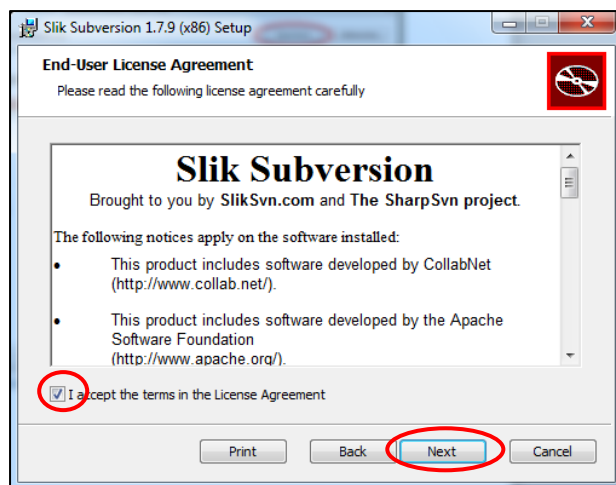 Slik Subversion 1.7.9 (x86) Setup
End-User License Agreement
Please read the following license agreement carefully
Slik Subversion
Brought to you by SlikSvn.com and The SharpSvn project.
The following notices apply on the software installed:
• This product includes software developed by CollabNet
(http://www.collab.net/).
• This product includes software developed by the Apache
Software Foundation
(http://www.apache.org/).
I accept the terms in the License Agreement
Print Back Next Cancel